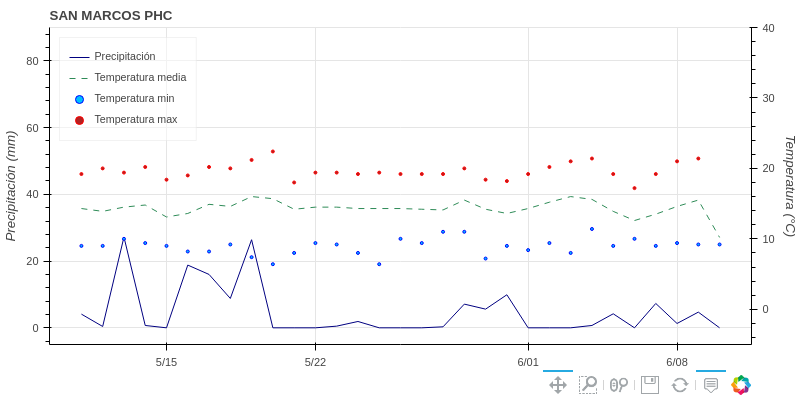 SAN MARCOS PHC
Precipitación
Temperatura media
Temperatura min
Temperatura max
Precipitación (mm)
80
60
40
20
0
40
30
20
10
0
Temperatura (°C)
5/15
5/22
6/01
6/08